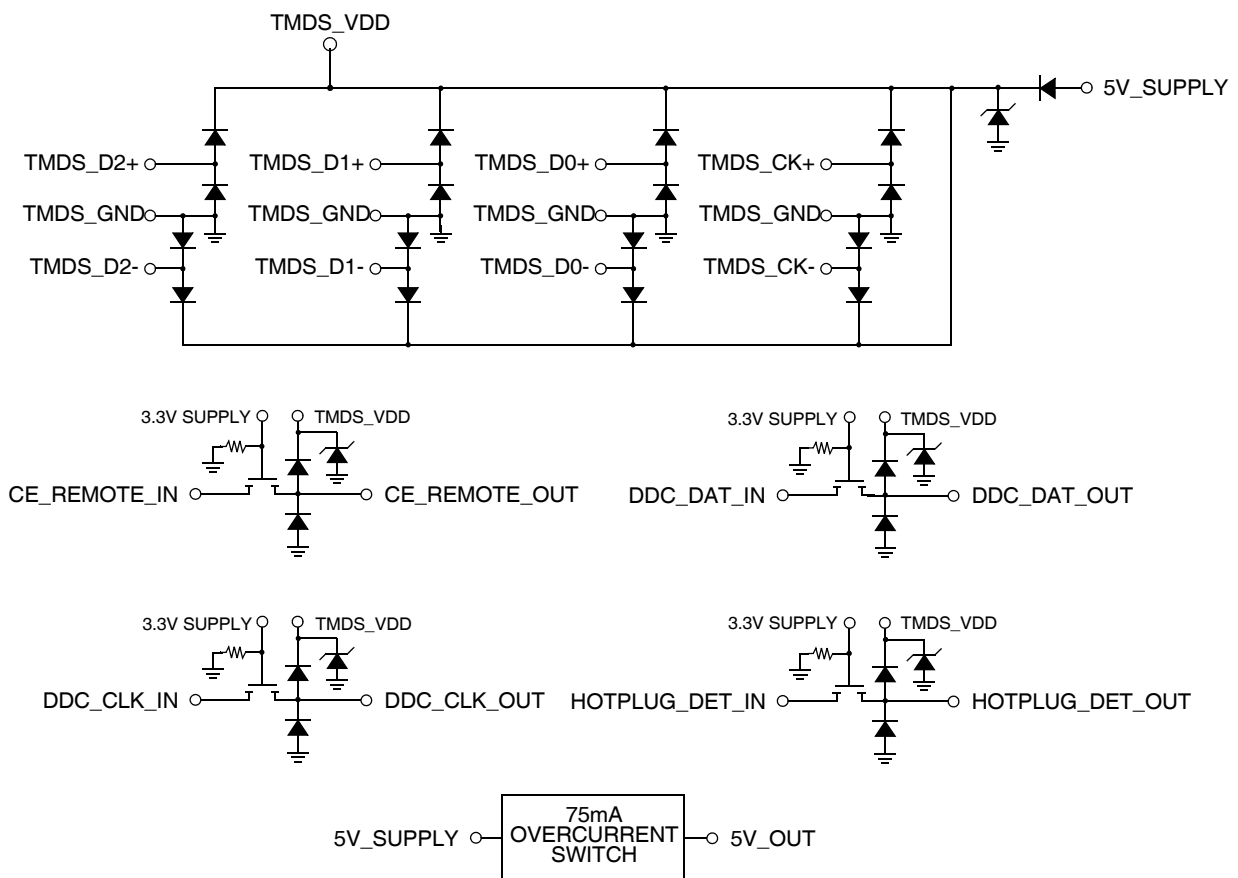 TMDS_VDD
5V_SUPPLY
TMDS_D2+
TMDS_D1+
TMDS_D0+
TMDS_CK+
TMDS_GND
TMDS_GND
TMDS_GND
TMDS_GND
TMDS_D2-
TMDS_D1-
TMDS_D0-
TMDS_CK-
3.3V SUPPLY
TMDS_VDD
3.3V SUPPLY
TMDS_VDD
CE_REMOTE_IN
CE_REMOTE_OUT
DDC_DAT_IN
DDC_DAT_OUT
3.3V SUPPLY
TMDS_VDD
3.3V SUPPLY
TMDS_VDD
DDC_CLK_IN
DDC_CLK_OUT
HOTPLUG_DET_IN
HOTPLUG_DET_OUT
5V_SUPPLY
75mA
OVERCURRENT
SWITCH
5V_OUT